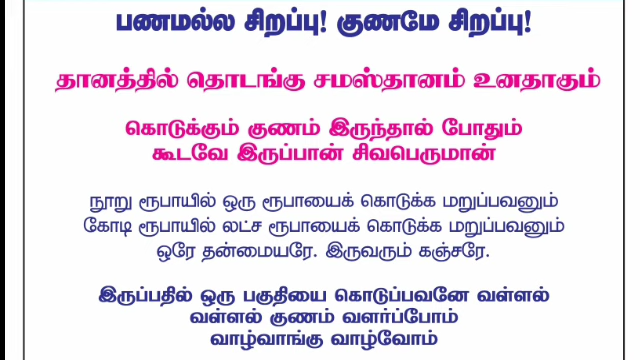 பணமல்ல சிறப்பு! குணமே சிறப்பு!
தானத்தில் தொடங்கு சமஸ்தானம் உனதாகும்
கொடுக்கும் குணம் இருந்தால் போதும்
கூடவே இருப்பான் சிவபெருமான்
நூறு ரூபாயில் ஒரு ரூபாயைக் கொடுக்க மறுப்பவனும்
கோடி ரூபாயில் லட்ச ரூபாயைக் கொடுக்க மறுப்பவனும்
ஒரே தன்மையரே. இருவரும் கஞ்சரே.
இருப்பதில் ஒரு பகுதியை கொடுப்பவனே வள்ளல்
வள்ளல் குணம் வளர்ப்போம்
வாழ்வாங்கு வாழ்வோம்